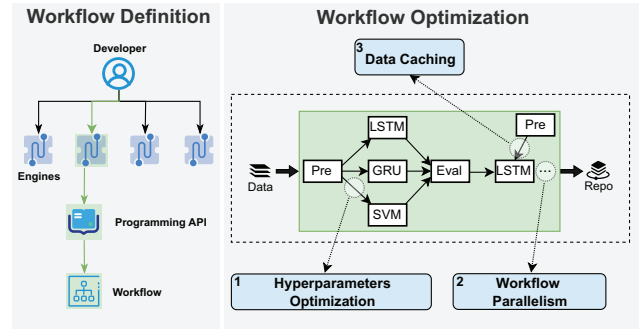 Workflow Definition
Developer
Engines
Programming API
Workflow
Workflow Optimization
3
Data Caching
LSTM
Pre
Data
Pre
GRU
Eval
LSTM
...
Repo
SVM
1
Hyperparameters
Optimization
2
Workflow
Parallelism